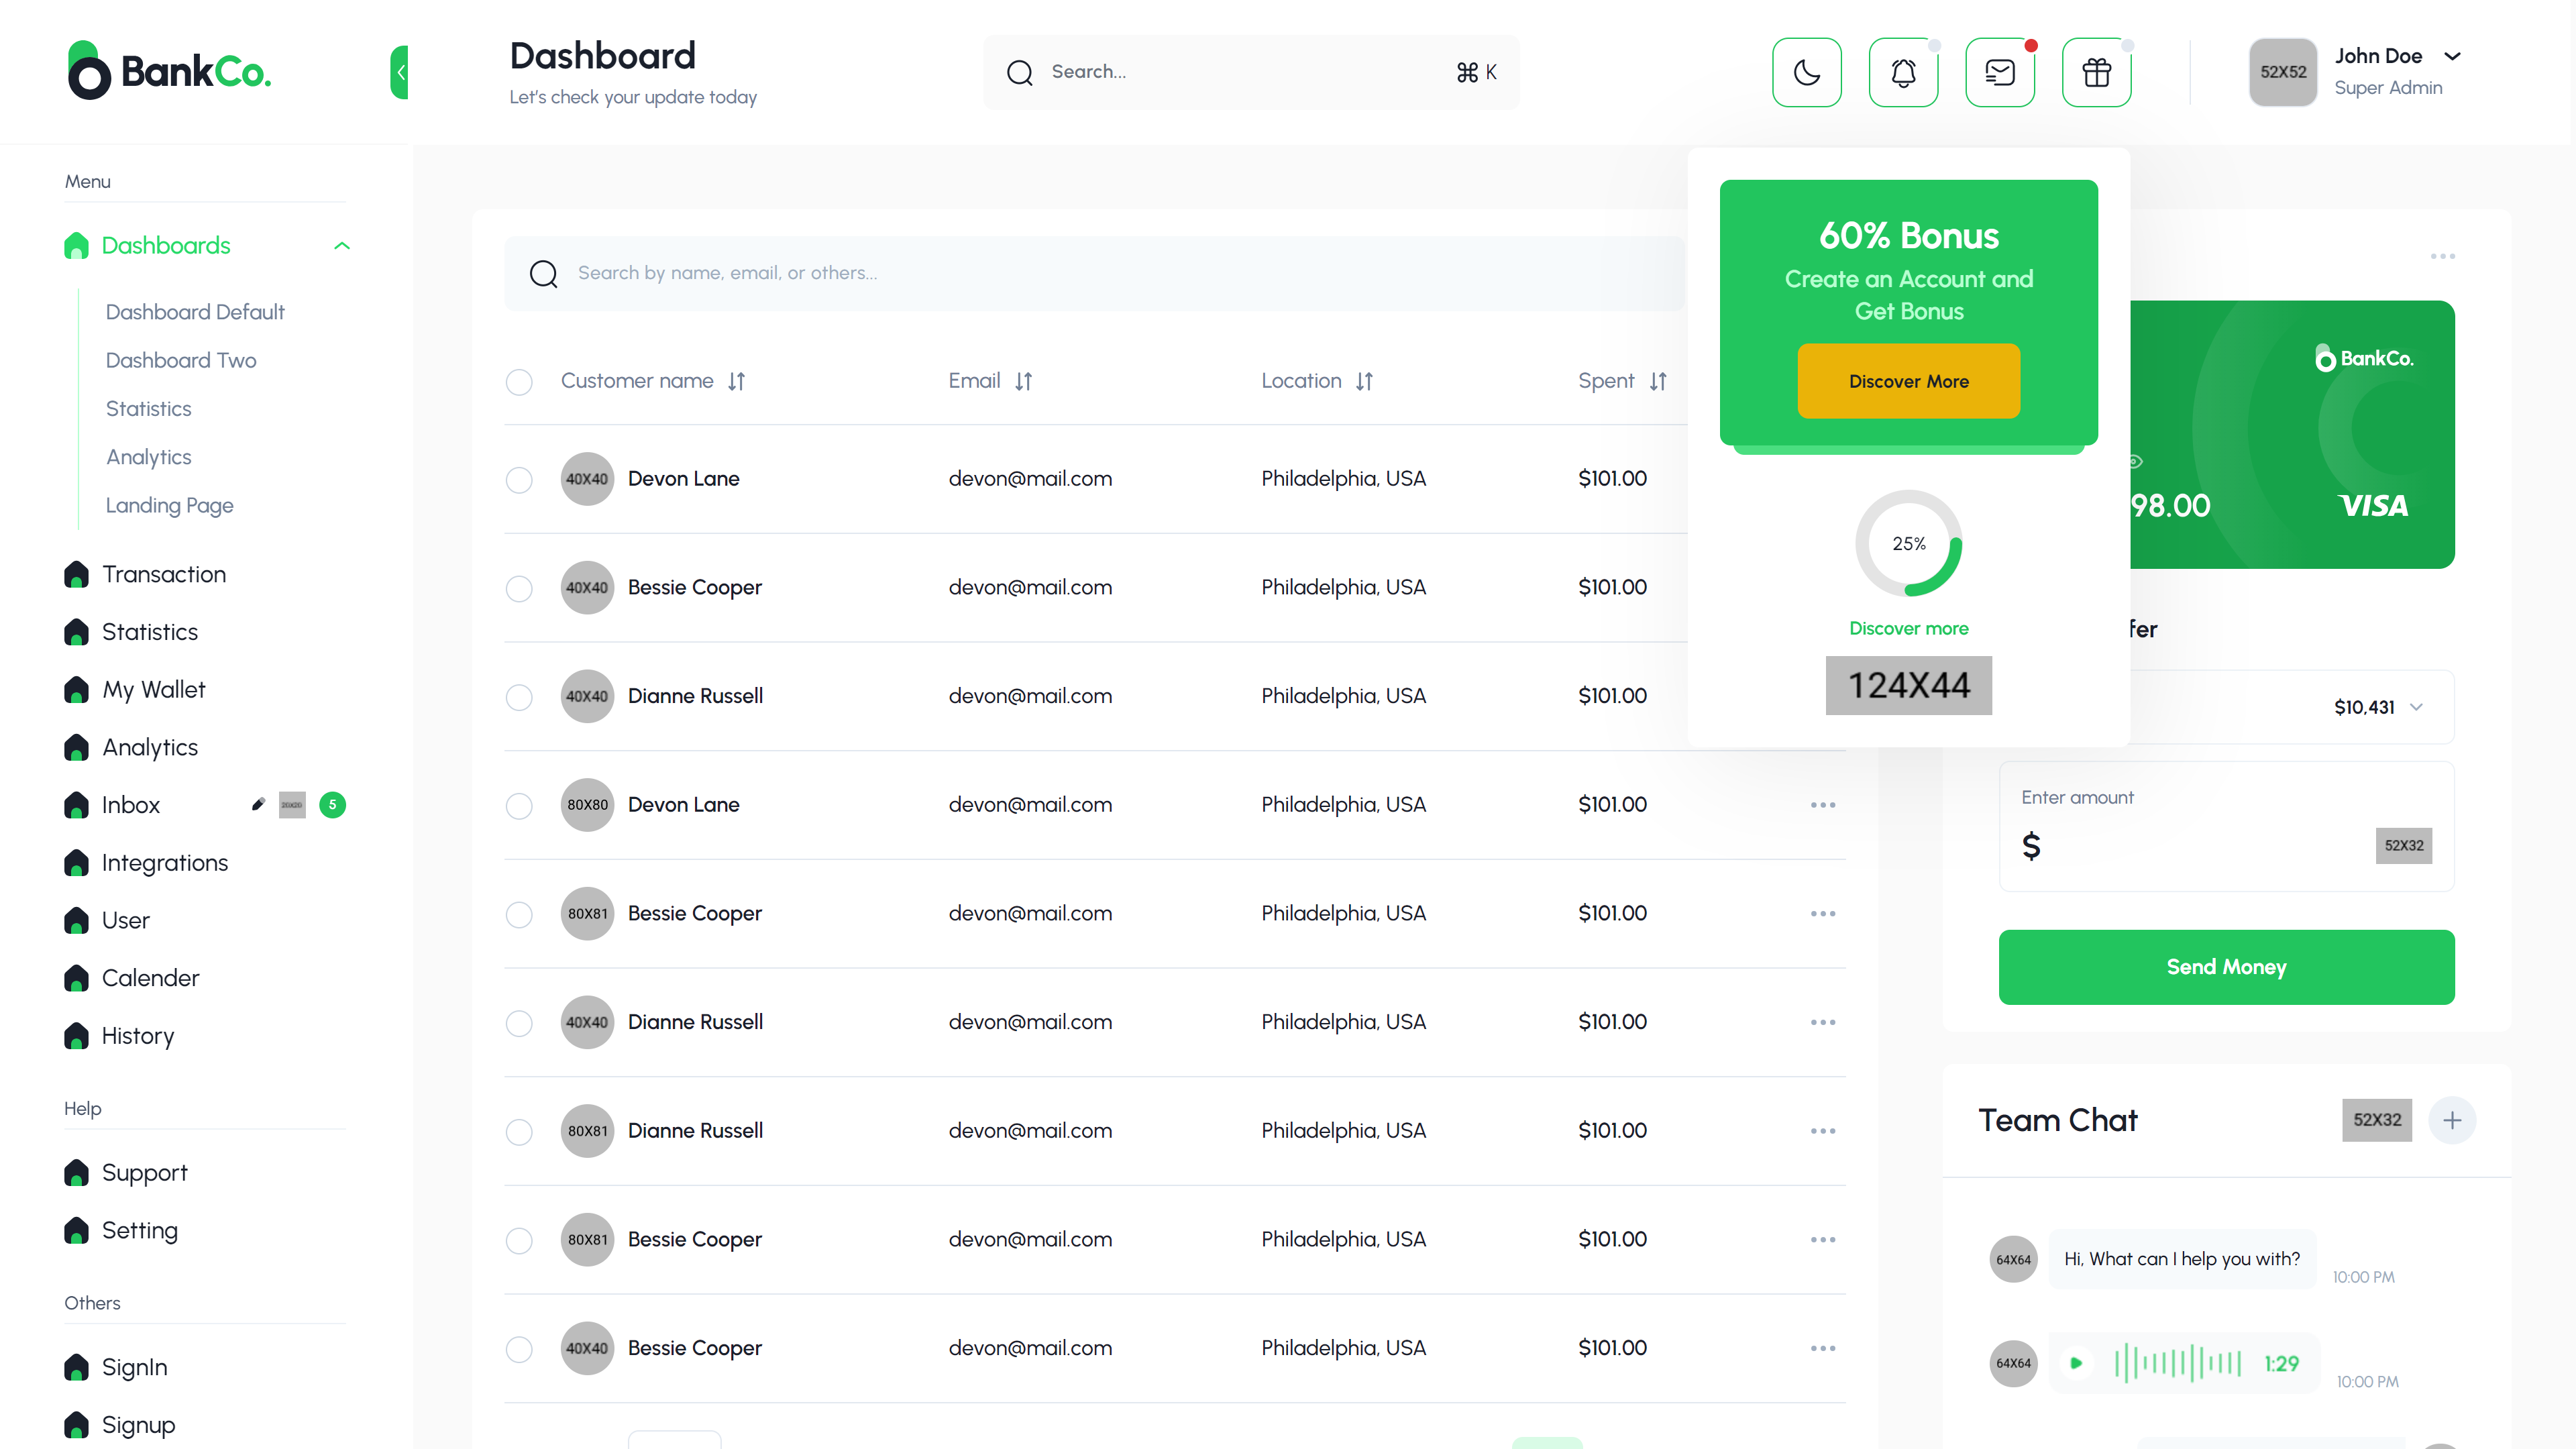 BankCo.
Dashboard
Let's check your update today
Search...
⌘ K
52X52
John Doe
Super Admin
Menu
Dashboards
Dashboard Default
Dashboard Two
Statistics
Analytics
Landing Page
Transaction
Statistics
My Wallet
Analytics
Inbox
5
Integrations
User
Calender
History
Help
Support
Setting
Others
SignIn
Signup
Search by name, email, or others...
Customer name
Email
Location
Spent
40X40 Devon Lane devon@mail.com Philadelphia, USA $101.00
40X40 Bessie Cooper devon@mail.com Philadelphia, USA $101.00
40X40 Dianne Russell devon@mail.com Philadelphia, USA $101.00
80X80 Devon Lane devon@mail.com Philadelphia, USA $101.00
80X81 Bessie Cooper devon@mail.com Philadelphia, USA $101.00
40X40 Dianne Russell devon@mail.com Philadelphia, USA $101.00
80X81 Dianne Russell devon@mail.com Philadelphia, USA $101.00
80X81 Bessie Cooper devon@mail.com Philadelphia, USA $101.00
40X40 Bessie Cooper devon@mail.com Philadelphia, USA $101.00
60% Bonus
Create an Account and
Get Bonus
Discover More
25%
Discover more
124X44
BankCo.
98.00
VISA
fer
$10,431
Enter amount
$
52X32
Send Money
Team Chat
52X32
64X64
Hi, What can I help you with?
10:00 PM
64X64
1:29
10:00 PM